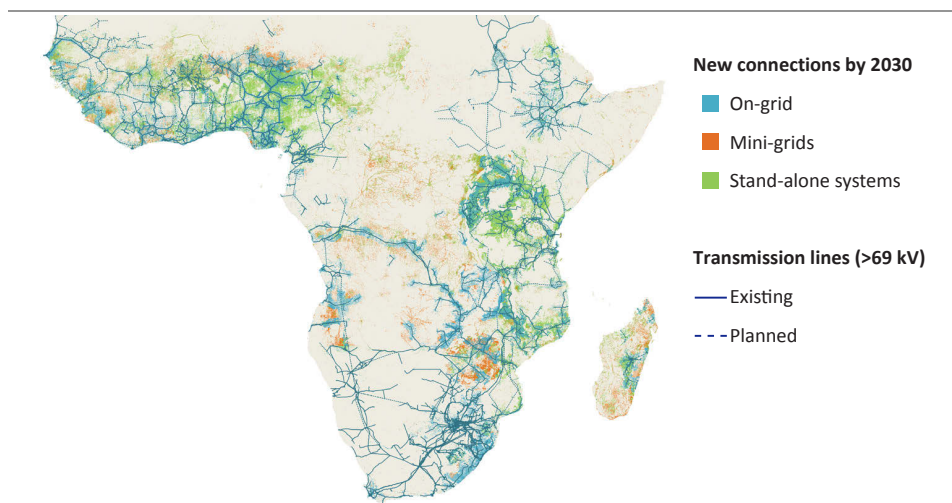 New connections by 2030
On-grid
Mini-grids
Stand-alone systems
Transmission lines (>69 kV)
Existing
Planned